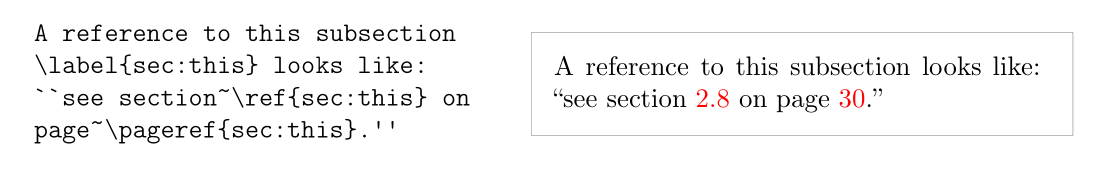 A reference to this subsection
\label{sec:this} looks like:
``see section~\ref{sec:this} on
page~\pageref{sec:this}.''
A reference to this subsection looks like:
“see section 2.8 on page 30.”